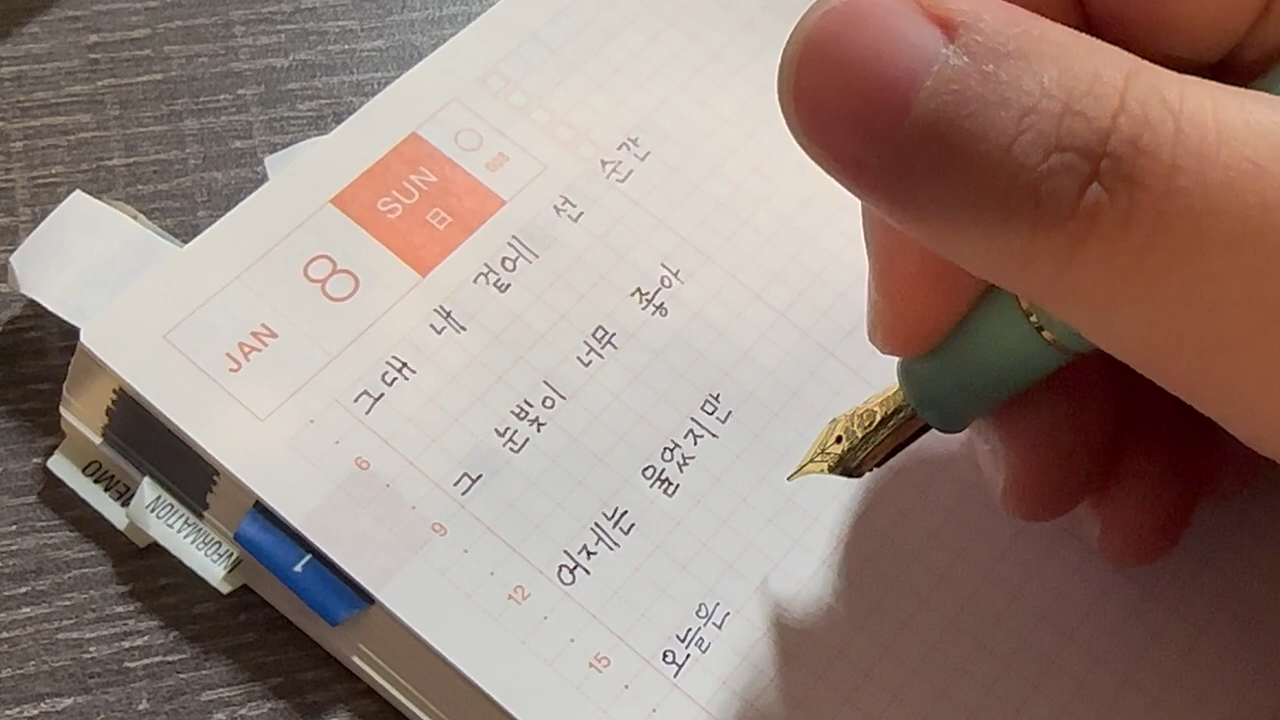 JAN 8 SUN 日
그대 내 곁에 선 순간
그 눈빛이 너무 좋아
어제는 울었지만
오늘은
6
9
12
15
MEMO
INFORMATION
1